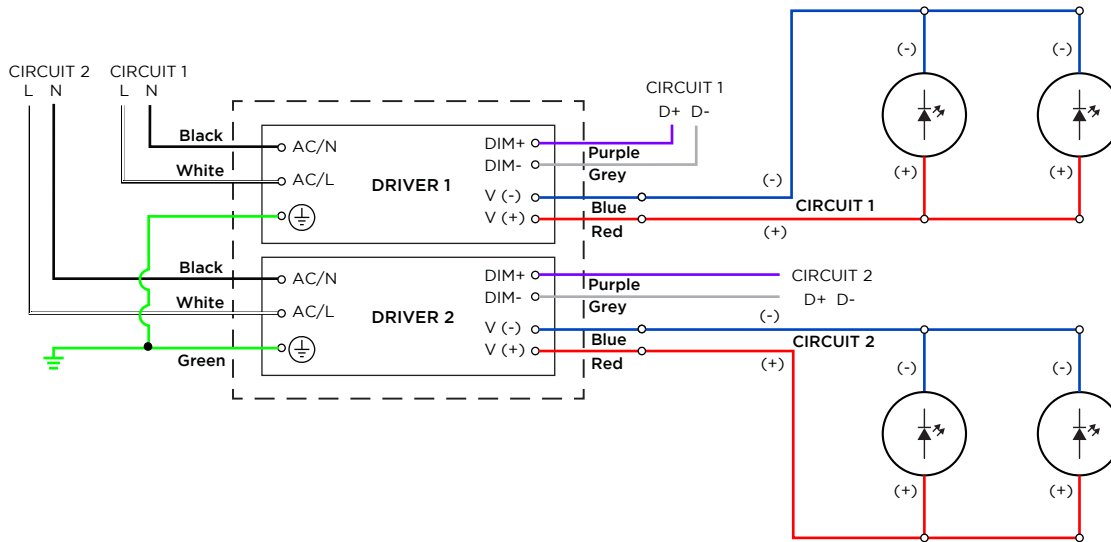 CIRCUIT 2 CIRCUIT 1
L N L N
CIRCUIT 1
D+ D-
(-) (-)
(+) (+)
Black
White
AC/N
AC/L
DRIVER 1
DIM+
DIM-
V (-)
V (+)
Purple
Grey
Blue
Red
(-)
CIRCUIT 1
(+)
Black
White
Green
AC/N
AC/L
DRIVER 2
DIM+
DIM-
V (-)
V (+)
Purple
Grey
Blue
Red
CIRCUIT 2
D+ D-
(-)
CIRCUIT 2
(+)
(-) (-)
(+) (+)